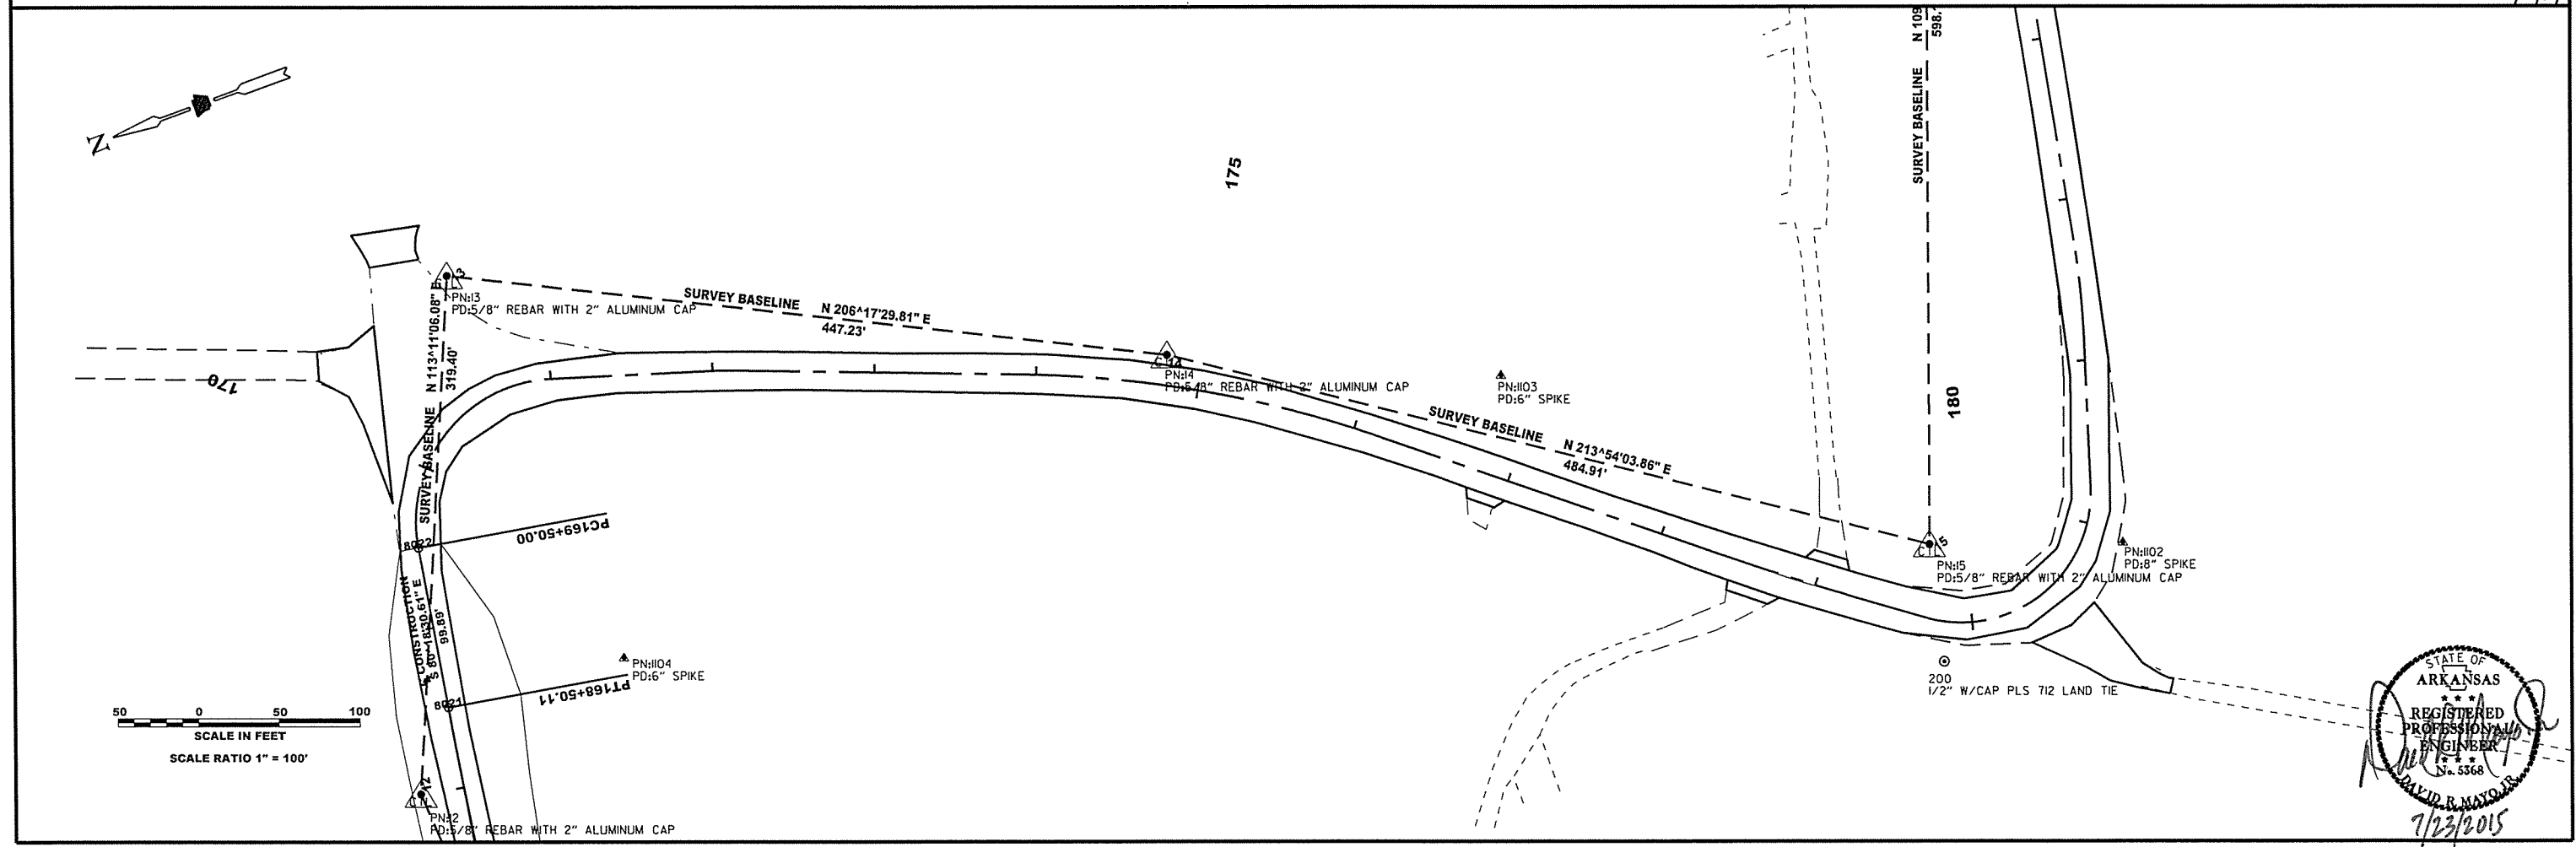 Z
50 0 50 100
SCALE IN FEET
SCALE RATIO 1" = 100'
170
175
180
SURVEY BASELINE N 113^11'06.08" E
319.40'
13
PN:13
PD:5/8" REBAR WITH 2" ALUMINUM CAP
SURVEY BASELINE N 206^17'29.81" E
447.23'
14
PN:14
PD:5/8" REBAR WITH 2" ALUMINUM CAP
PN:1103
PD:6" SPIKE
SURVEY BASELINE N 213^54'03.86" E
484.91'
SURVEY BASELINE N 109
598.
15
PN:15
PD:5/8" REBAR WITH 2" ALUMINUM CAP
PN:1102
PD:8" SPIKE
200
1/2" W/CAP PLS 712 LAND TIE
8022
PC169+50.00
CONSTRUCTION
S 80^18'30.61" E
99.89'
8021
PT168+50.11
PN:1104
PD:6" SPIKE
12
PN:12
PD:5/8" REBAR WITH 2" ALUMINUM CAP
STATE OF
ARKANSAS
REGISTERED
PROFESSIONAL
ENGINEER
No. 5368
DAVID R. MAYO, JR.
7/23/2015